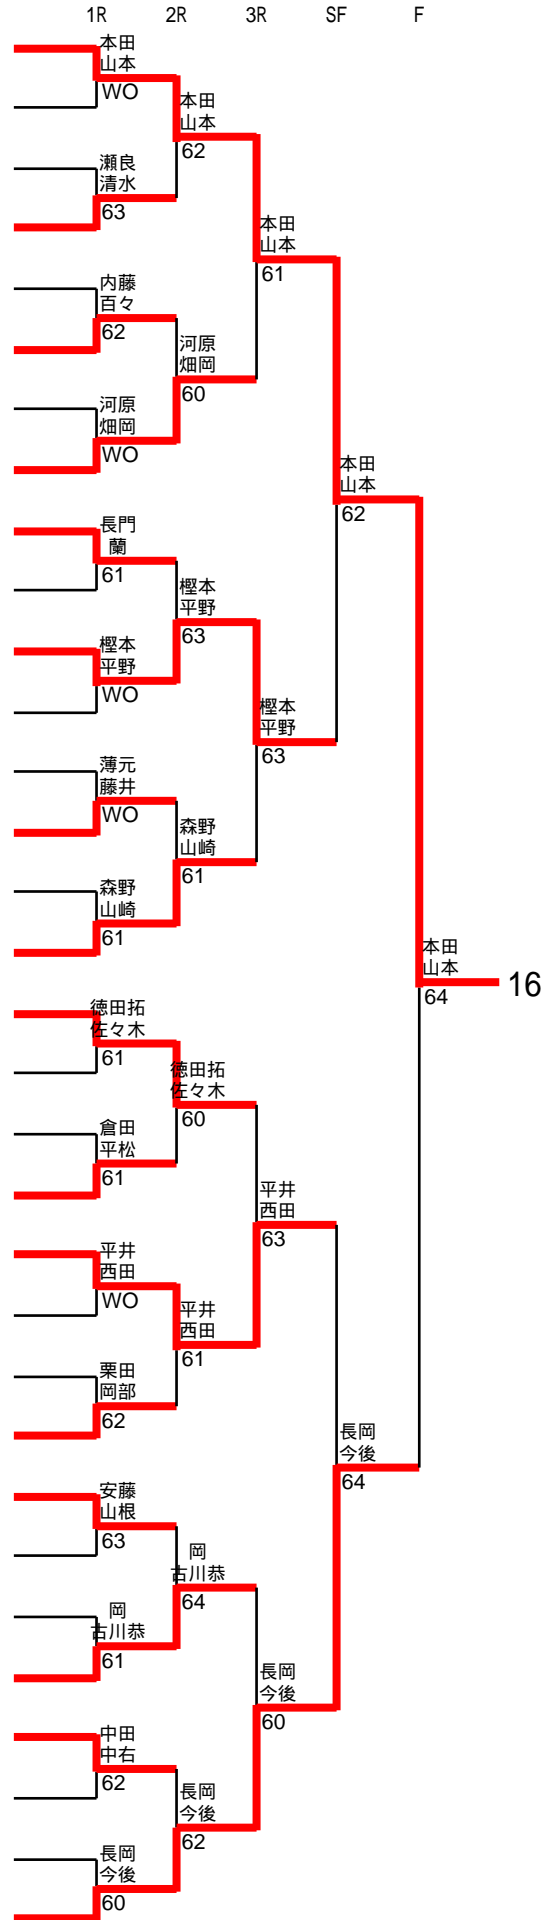 1R 2R 3R SF F
本田
山本
WO
本田
山本
62
瀬良
清水
63
本田
山本
61
内藤
百々
62
河原
畑岡
60
河原
畑岡
WO
本田
山本
62
長門
蘭
61
樫本
平野
63
樫本
平野
WO
樫本
平野
63
薄元
藤井
WO
森野
山崎
61
森野
山崎
61
本田
山本
64
16
徳田拓
佐々木
61
徳田拓
佐々木
60
倉田
平松
61
平井
西田
63
平井
西田
WO
平井
西田
61
栗田
岡部
62
長岡
今後
64
安藤
山根
63
岡
古川恭
64
岡
古川恭
61
長岡
今後
60
中田
中右
62
長岡
今後
62
長岡
今後
60